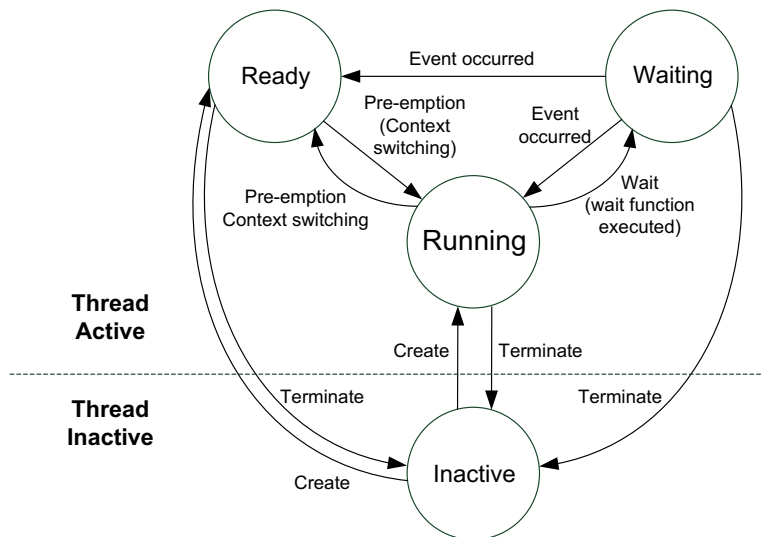 Event occurred
Ready
Waiting
Pre-emption
(Context
switching)
Event
occurred
Pre-emption
Context switching
Wait
(wait function
executed)
Running
Thread
Active
Create
Terminate
Thread
Inactive
Terminate
Terminate
Inactive
Create